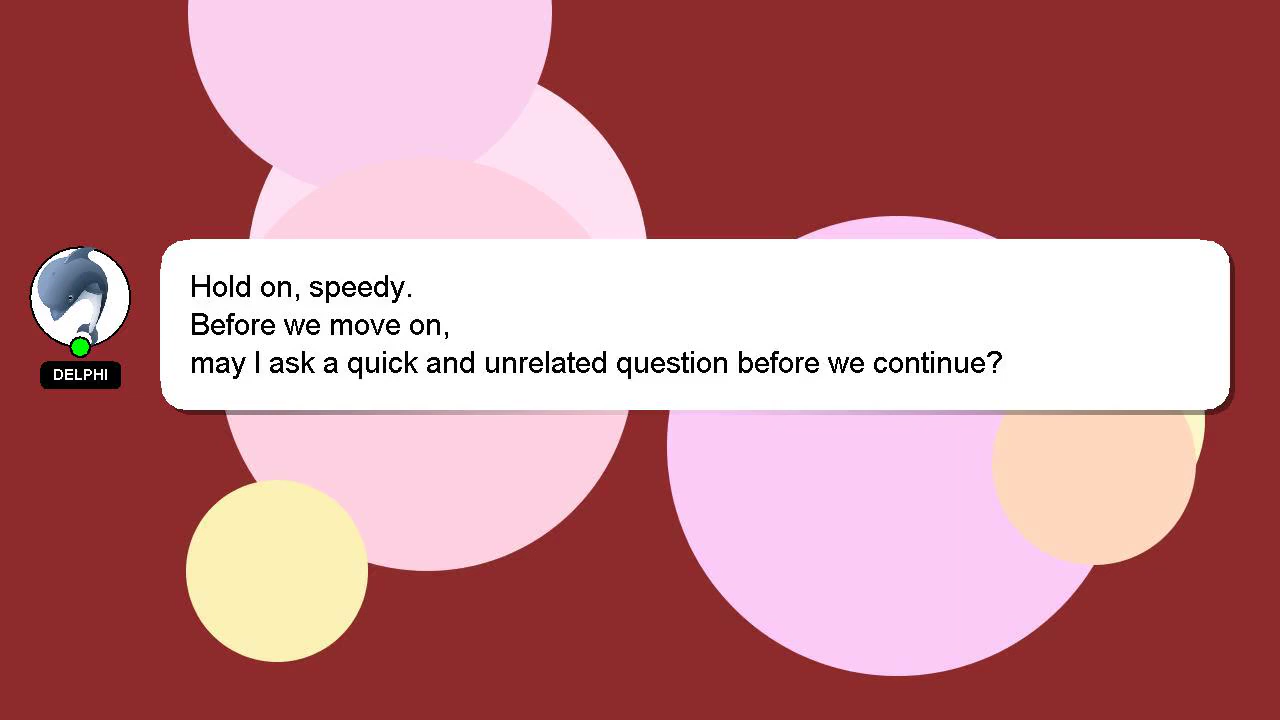 Hold on, speedy.
Before we move on,
may I ask a quick and unrelated question before we continue?
DELPHI